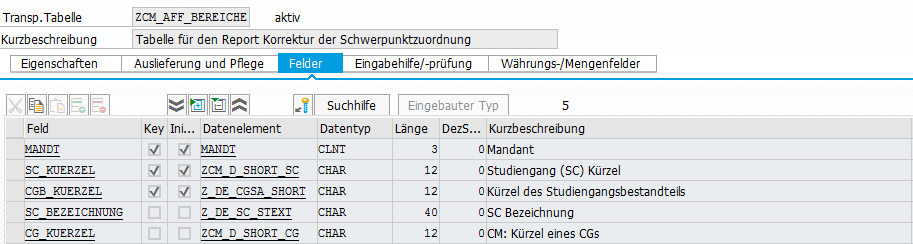 Transp.Tabelle ZCM_AFF_BEREICHE aktiv
Kurzbeschreibung Tabelle für den Report Korrektur der Schwerpunktzuordnung
Eigenschaften Auslieferung und Pflege Felder Eingabehilfe/-prüfung Währungs-/Mengenfelder
Suchhilfe Eingebauter Typ 5
Feld Key Ini... Datenelement Datentyp Länge DezS... Kurzbeschreibung
MANDT MANDT CLNT 3 0 Mandant
SC_KUERZEL ZCM_D_SHORT_SC CHAR 12 0 Studiengang (SC) Kürzel
CGB_KUERZEL Z_DE_CGSA_SHORT CHAR 12 0 Kürzel des Studiengangsbestandteils
SC_BEZEICHNUNG Z_DE_SC_STEXT CHAR 40 0 SC Bezeichnung
CG_KUERZEL ZCM_D_SHORT_CG CHAR 12 0 CM: Kürzel eines CGs